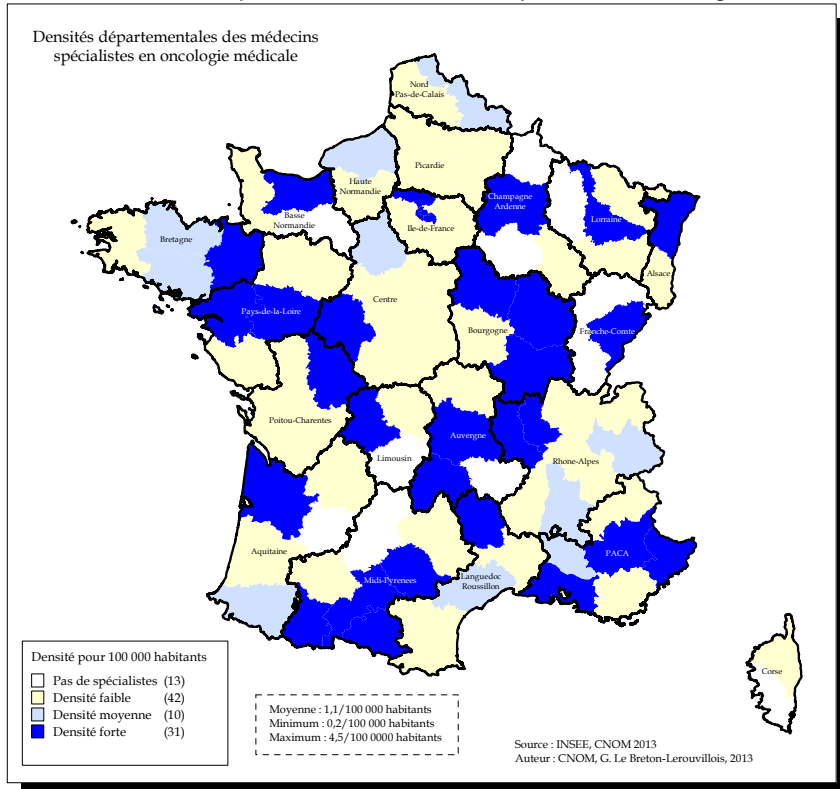 Densités départementales des médecins
spécialistes en oncologie médicale
Nord
Pas-de-Calais
Picardie
Haute
Normandie
Basse
Normandie
Champagne
Ardenne
Lorraine
Ile-de-France
Bretagne
Alsace
Centre
Pays-de-la-Loire
Bourgogne
Franche-Comte
Poitou-Charentes
Auvergne
Limousin
Rhone-Alpes
Aquitaine
PACA
Midi-Pyrenees
Languedoc
Roussillon
Corse
Densité pour 100 000 habitants
Pas de spécialistes (13)
Densité faible (42)
Densité moyenne (10)
Densité forte (31)
Moyenne : 1,1/100 000 habitants
Minimum : 0,2/100 000 habitants
Maximum : 4,5/100 0000 habitants
Source : INSEE, CNOM 2013
Auteur : CNOM, G. Le Breton-Lerouvillois, 2013